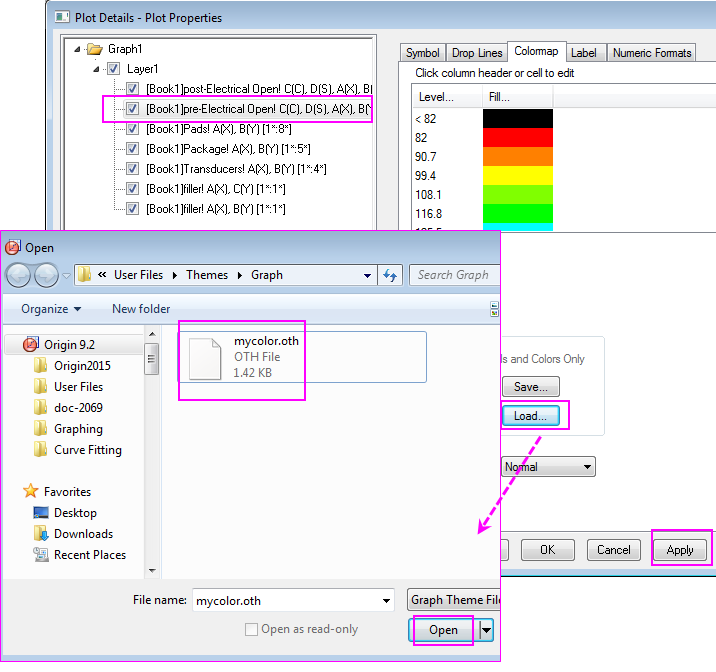 Plot Details - Plot Properties
Graph1
Layer1
[Book1]post-Electrical Open! C(C), D(S), A(X), B(
[Book1]pre-Electrical Open! C(C), D(S), A(X), B(Y
[Book1]Pads! A(X), B(Y) [1*:8*]
[Book1]Package! A(X), B(Y) [1*:5*]
[Book1]Transducers! A(X), B(Y) [1*:4*]
[Book1]filler! A(X), C(Y) [1*:1*]
[Book1]filler! A(X), B(Y) [1*:1*]
Symbol Drop Lines Colormap Label Numeric Formats
Click column header or cell to edit
Level... Fill...
< 82
82
90.7
99.4
108.1
116.8
Open
« User Files Themes Graph
Search Graph
Organize New folder
Origin 9.2
Origin2015
User Files
doc-2069
Graphing
Curve Fitting
Favorites
Desktop
Downloads
Recent Places
mycolor.oth
OTH File
1.42 KB
File name: mycolor.oth
Graph Theme Fil
Open as read-only
Open
s and Colors Only
Save...
Load...
Normal
OK Cancel Apply